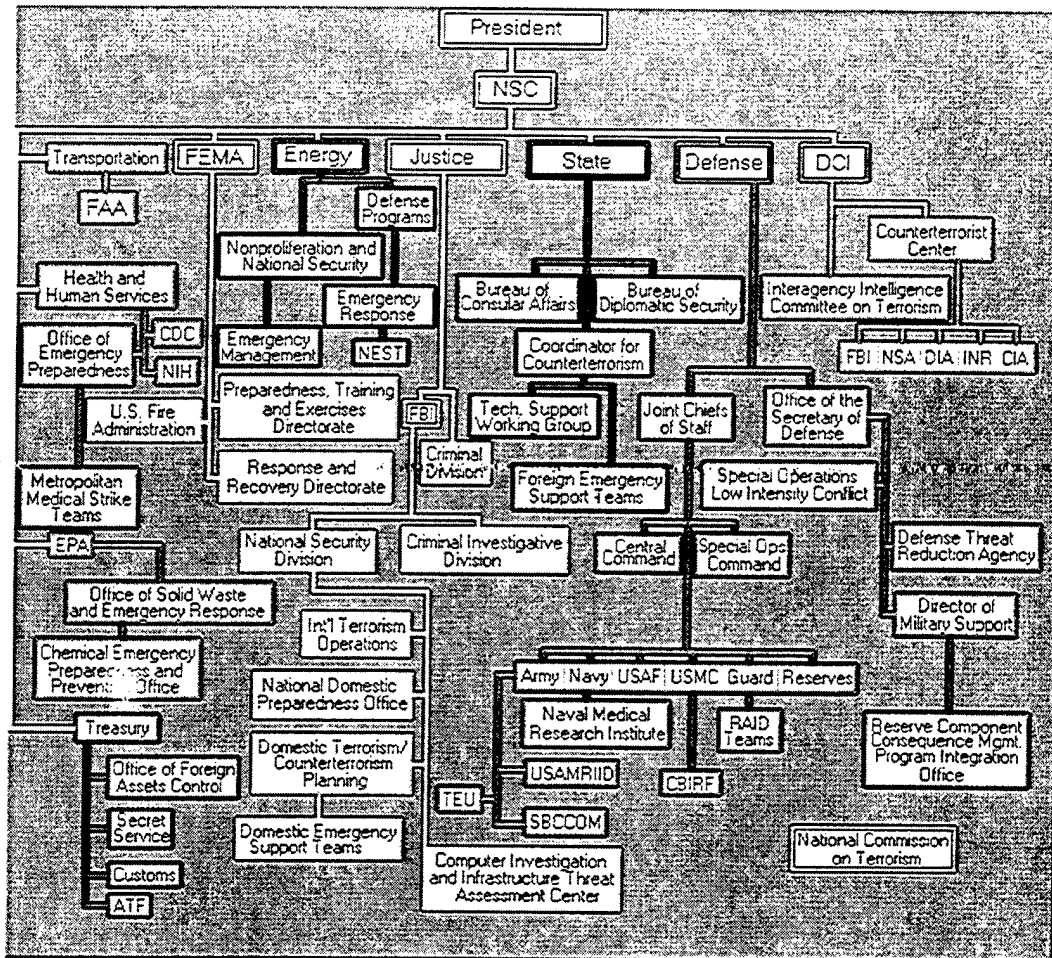 President
NSC
Transportation
FEMA
Energy
Justice
State
Defense
DCI
FAA
Defense
Programs
Counterterrorist
Center
Nonproliferation and
National Security
Health and
Human Services
Bureau of
Consular Affairs
Bureau of
Diplomatic Security
Interagency Intelligence
Committee on Terrorism
Emergency
Response
CDC
Office of
Emergency
Preparedness
NIH
Emergency
Management
NEST
Coordinator for
Counterterrorism
FBI NSA DIA INR CIA
Preparedness, Training
and Exercises
Directorate
FBI
Tech. Support
Working Group
Joint Chiefs
of Staff
Office of the
Secretary of
Defense
U.S. Fire
Administration
Criminal
Division
Response and
Recovery Directorate
Foreign Emergency
Support Teams
Special Operations
Low Intensity Conflict
Metropolitan
Medical Strike
Teams
National Security
Division
Criminal Investigative
Division
Central
Command
Special Ops
Command
Defense Threat
Reduction Agency
EPA
Office of Solid Waste
and Emergency Response
Director of
Military Support
Int'l Terrorism
Operations
Chemical Emergency
Preparedness and
Prevention Office
Army Navy USAF USMC Guard Reserves
National Domestic
Preparedness Office
Naval Medical
Research Institute
RAID
Teams
Reserve Component
Consequence Mgmt.
Program Integration
Office
Treasury
Domestic Terrorism/
Counterterrorism
Planning
Office of Foreign
Assets Control
USAMRIID
CBIRF
TEU
SBCCOM
Secret
Service
Domestic Emergency
Support Teams
National Commission
on Terrorism
Customs
Computer Investigation
and Infrastructure Threat
Assessment Center
ATF